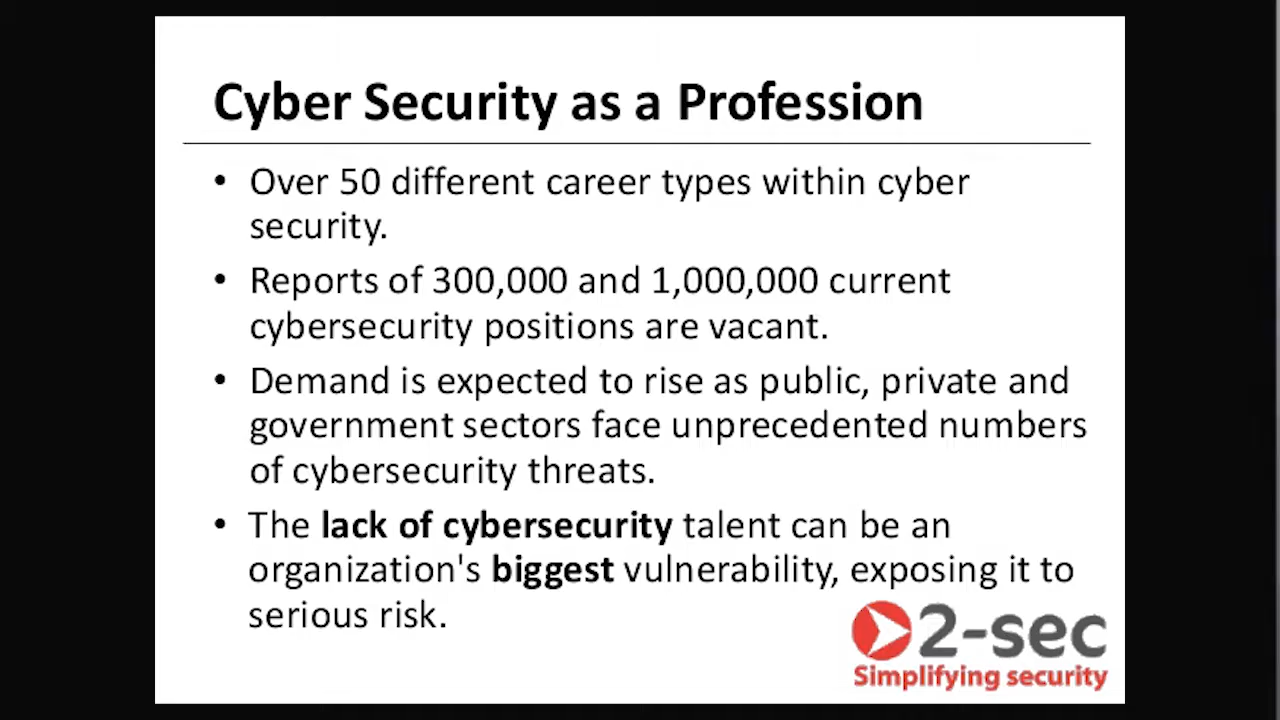 Cyber Security as a Profession
• Over 50 different career types within cyber
security.
• Reports of 300,000 and 1,000,000 current
cybersecurity positions are vacant.
• Demand is expected to rise as public, private and
government sectors face unprecedented numbers
of cybersecurity threats.
• The lack of cybersecurity talent can be an
organization's biggest vulnerability, exposing it to
serious risk.
2-sec
Simplifying security